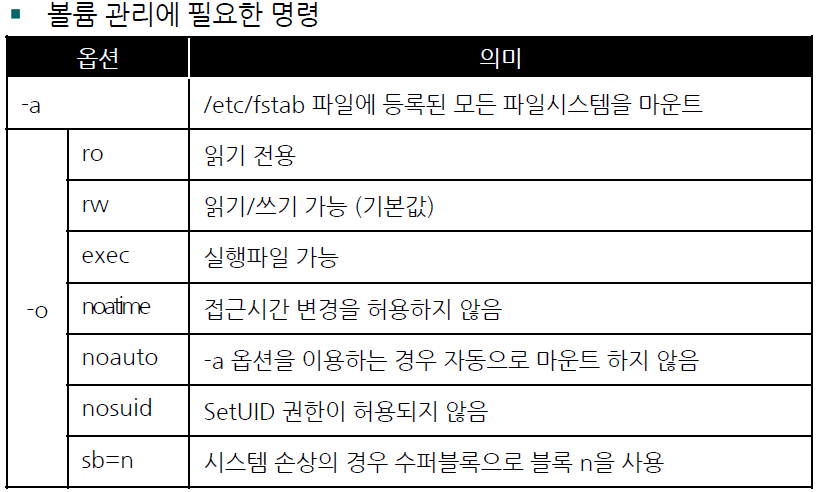 ▪ 볼륨 관리에 필요한 명령
옵션 의미
-a /etc/fstab 파일에 등록된 모든 파일시스템을 마운트
-o
ro 읽기 전용
rw 읽기/쓰기 가능 (기본값)
exec 실행파일 가능
noatime 접근시간 변경을 허용하지 않음
noauto -a 옵션을 이용하는 경우 자동으로 마운트 하지 않음
nosuid SetUID 권한이 허용되지 않음
sb=n 시스템 손상의 경우 수퍼블록으로 블록 n을 사용